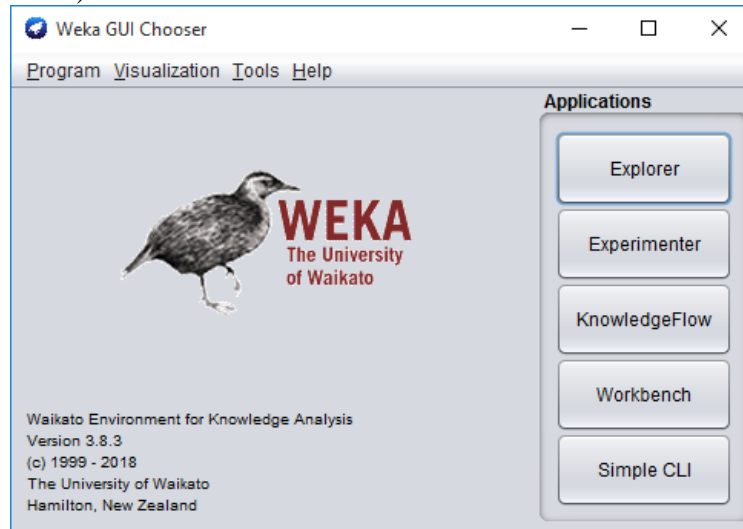 Weka GUI Chooser
Program Visualization Tools Help
Applications
Explorer
WEKA
The University
of Waikato
Experimenter
KnowledgeFlow
Workbench
Simple CLI
Waikato Environment for Knowledge Analysis
Version 3.8.3
(c) 1999 - 2018
The University of Waikato
Hamilton, New Zealand